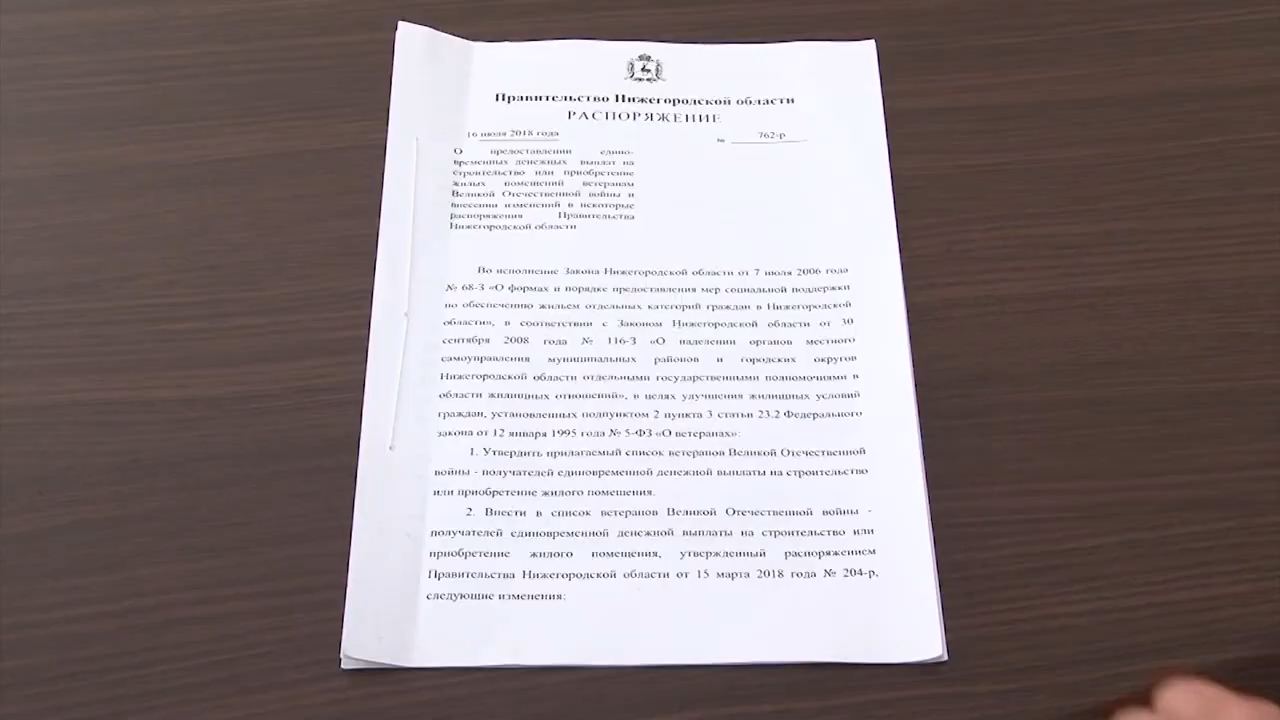 Правительство Нижегородской области
РАСПОРЯЖЕНИЕ
16 июля 2018 года
№ 762-р
О предоставлении едино-
временных денежных выплат на
строительство или приобретение
жилых помещений ветеранам
Великой Отечественной войны и
внесении изменений в некоторые
распоряжения Правительства
Нижегородской области
Во исполнение Закона Нижегородской области от 7 июля 2006 года
№ 68-З «О формах и порядке предоставления мер социальной поддержки
по обеспечению жильем отдельных категорий граждан в Нижегородской
области», в соответствии с Законом Нижегородской области от 30
сентября 2008 года № 116-З «О наделении органов местного
самоуправления муниципальных районов и городских округов
Нижегородской области отдельными государственными полномочиями в
области жилищных отношений», в целях улучшения жилищных условий
граждан, установленных подпунктом 2 пункта 3 статьи 23.2 Федерального
закона от 12 января 1995 года № 5-ФЗ «О ветеранах»:
1. Утвердить прилагаемый список ветеранов Великой Отечественной
войны - получателей единовременной денежной выплаты на строительство
или приобретение жилого помещения.
2. Внести в список ветеранов Великой Отечественной войны -
получателей единовременной денежной выплаты на строительство или
приобретение жилого помещения, утвержденный распоряжением
Правительства Нижегородской области от 15 марта 2018 года № 204-р,
следующие изменения: